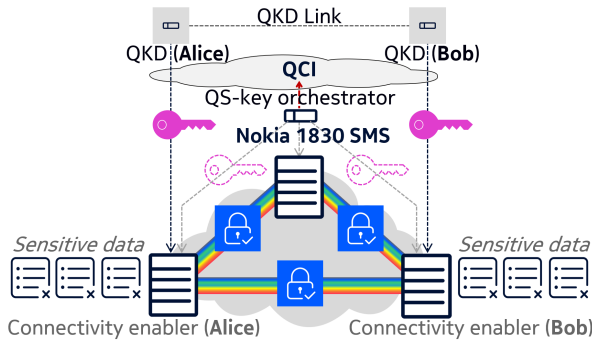 QKD Link
QKD (Alice)
QKD (Bob)
QCI
QS-key orchestrator
Nokia 1830 SMS
Sensitive data
Sensitive data
Connectivity enabler (Alice)
Connectivity enabler (Bob)